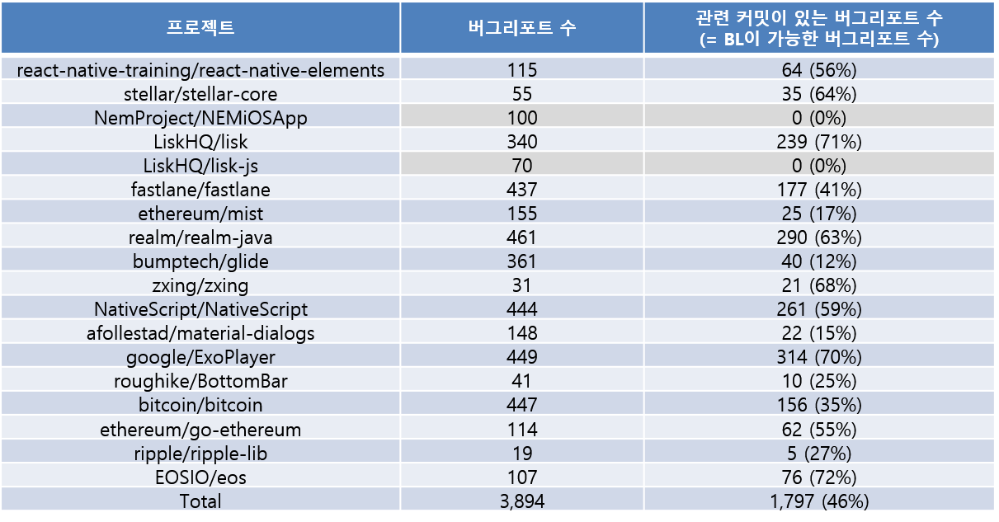 프로젝트 버그리포트 수 관련 커밋이 있는 버그리포트 수
(= BL이 가능한 버그리포트 수)
react-native-training/react-native-elements 115 64 (56%)
stellar/stellar-core 55 35 (64%)
NemProject/NEMiOSApp 100 0 (0%)
LiskHQ/lisk 340 239 (71%)
LiskHQ/lisk-js 70 0 (0%)
fastlane/fastlane 437 177 (41%)
ethereum/mist 155 25 (17%)
realm/realm-java 461 290 (63%)
bumptech/glide 361 40 (12%)
zxing/zxing 31 21 (68%)
NativeScript/NativeScript 444 261 (59%)
afollestad/material-dialogs 148 22 (15%)
google/ExoPlayer 449 314 (70%)
roughike/BottomBar 41 10 (25%)
bitcoin/bitcoin 447 156 (35%)
ethereum/go-ethereum 114 62 (55%)
ripple/ripple-lib 19 5 (27%)
EOSIO/eos 107 76 (72%)
Total 3,894 1,797 (46%)